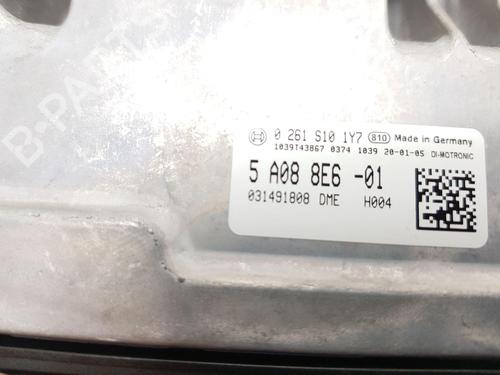 B-PARTS
0 261 S10 1Y7 810 Made in Germany
1039T43867 0374 1039 20-01-05 DI-MOTRONIC
5 A08 8E6 -01
031491808 DME H004